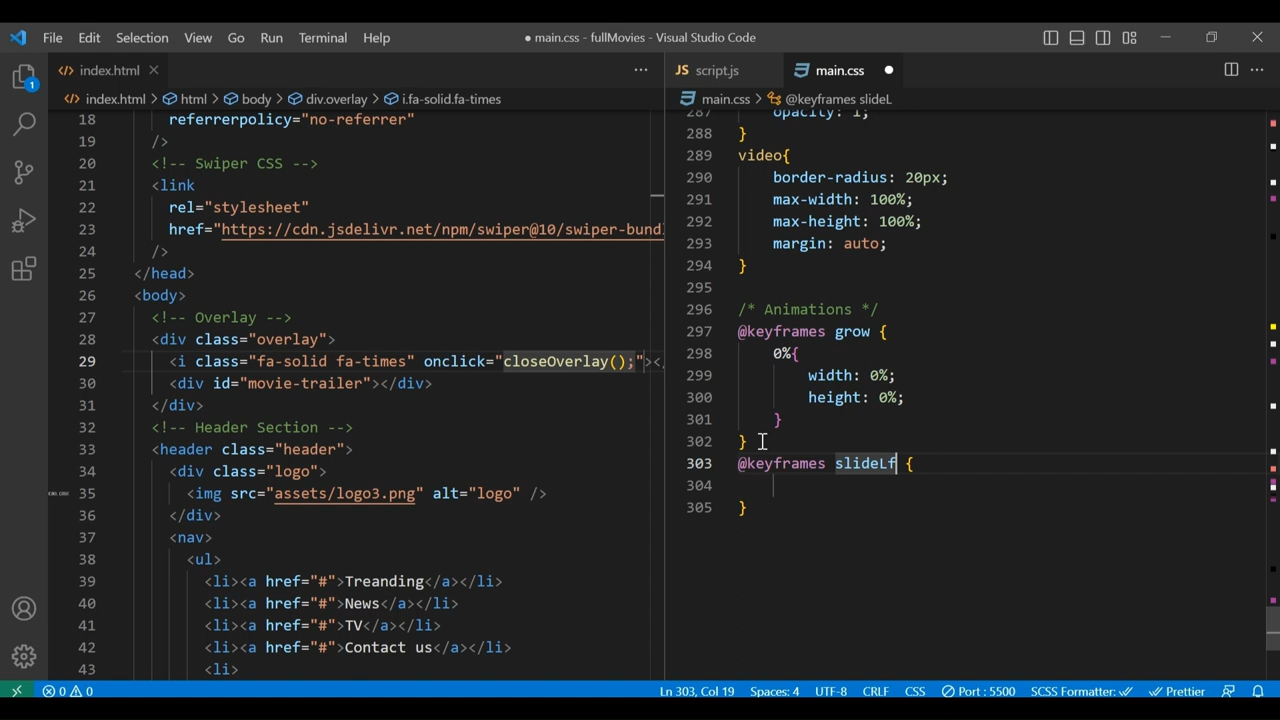 File Edit Selection View Go Run Terminal Help ● main.css - fullMovies - Visual Studio Code
index.html
script.js main.css
index.html > html > body > div.overlay > i.fa-solid.fa-times
main.css > @keyframes slideL
1
18 referrerpolicy="no-referrer"
19 />
20 <!-- Swiper CSS -->
21 <link
22 rel="stylesheet"
23 href="https://cdn.jsdelivr.net/npm/swiper@10/swiper-bund
24 />
25 </head>
26 <body>
27 <!-- Overlay -->
28 <div class="overlay">
29 <i class="fa-solid fa-times" onclick="closeOverlay();"></
30 <div id="movie-trailer"></div>
31 </div>
32 <!-- Header Section -->
33 <header class="header">
34 <div class="logo">
35 <img src="assets/logo3.png" alt="logo" />
36 </div>
37 <nav>
38 <ul>
39 <li><a href="#">Treanding</a></li>
40 <li><a href="#">News</a></li>
41 <li><a href="#">TV</a></li>
42 <li><a href="#">Contact us</a></li>
43 <li>
287 opacity: 1;
288 }
289 video{
290 border-radius: 20px;
291 max-width: 100%;
292 max-height: 100%;
293 margin: auto;
294 }
295
296 /* Animations */
297 @keyframes grow {
298 0%{
299 width: 0%;
300 height: 0%;
301 }
302 }
303 @keyframes slideLf {
304
305 }
0 0 Ln 303, Col 19 Spaces: 4 UTF-8 CRLF CSS Port : 5500 SCSS Formatter: Prettier